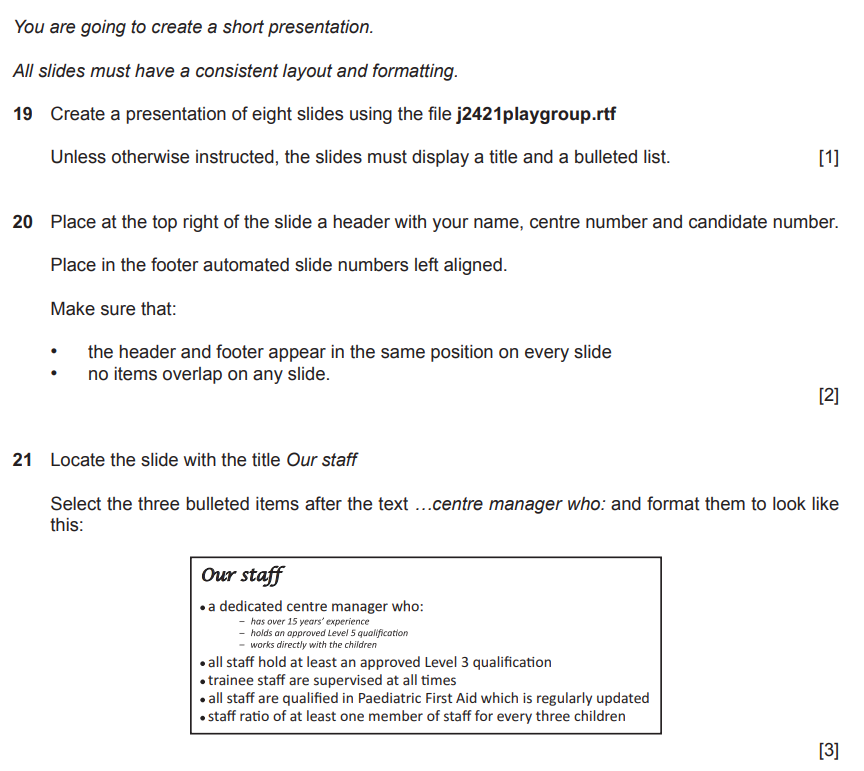 You are going to create a short presentation.
All slides must have a consistent layout and formatting.
19 Create a presentation of eight slides using the file j2421playgroup.rtf
Unless otherwise instructed, the slides must display a title and a bulleted list. [1]
20 Place at the top right of the slide a header with your name, centre number and candidate number.
Place in the footer automated slide numbers left aligned.
Make sure that:
• the header and footer appear in the same position on every slide
• no items overlap on any slide.
[2]
21 Locate the slide with the title Our staff
Select the three bulleted items after the text …centre manager who: and format them to look like
this:
Our staff
• a dedicated centre manager who:
– has over 15 years’ experience
– holds an approved Level 5 qualification
– works directly with the children
• all staff hold at least an approved Level 3 qualification
• trainee staff are supervised at all times
• all staff are qualified in Paediatric First Aid which is regularly updated
• staff ratio of at least one member of staff for every three children
[3]